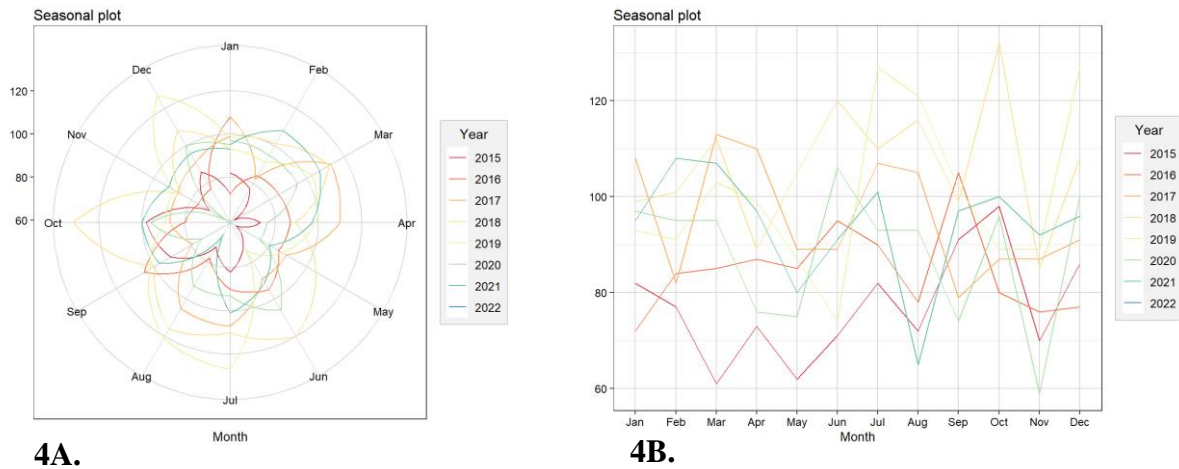 Seasonal plot
Jan
Feb
Mar
Apr
May
Jun
Jul
Aug
Sep
Oct
Nov
Dec
120
100
80
60
Month
Year
2015
2016
2017
2018
2019
2020
2021
2022
4A.
Seasonal plot
120
100
80
60
Jan Feb Mar Apr May Jun Jul Aug Sep Oct Nov Dec
Month
Year
2015
2016
2017
2018
2019
2020
2021
2022
4B.